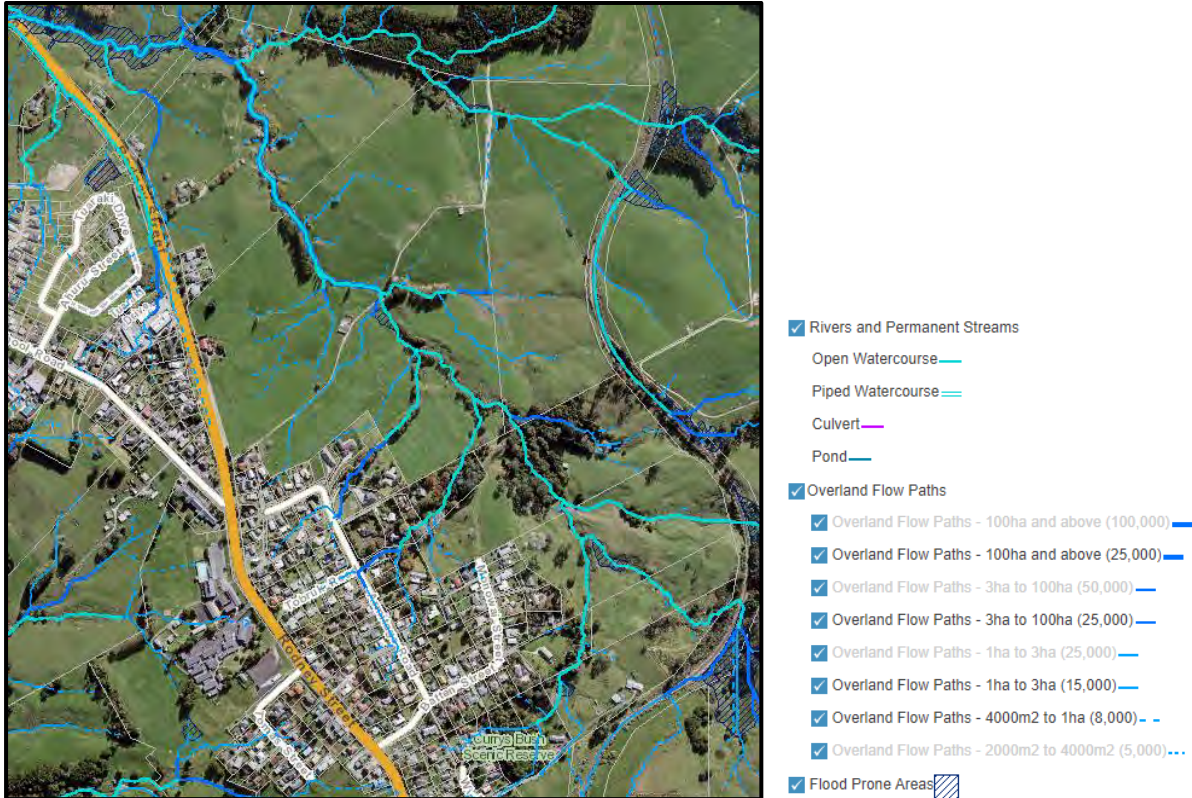 Tuaraki Drive
Street
School Road
Tobruk R
Road
Rodney Street
Batten Street
Currys Bush
Scenic Reserve
Rivers and Permanent Streams
Open Watercourse
Piped Watercourse
Culvert
Pond
Overland Flow Paths
Overland Flow Paths - 100ha and above (100,000)
Overland Flow Paths - 100ha and above (25,000)
Overland Flow Paths - 3ha to 100ha (50,000)
Overland Flow Paths - 3ha to 100ha (25,000)
Overland Flow Paths - 1ha to 3ha (25,000)
Overland Flow Paths - 1ha to 3ha (15,000)
Overland Flow Paths - 4000m2 to 1ha (8,000)
Overland Flow Paths - 2000m2 to 4000m2 (5,000)
Flood Prone Areas